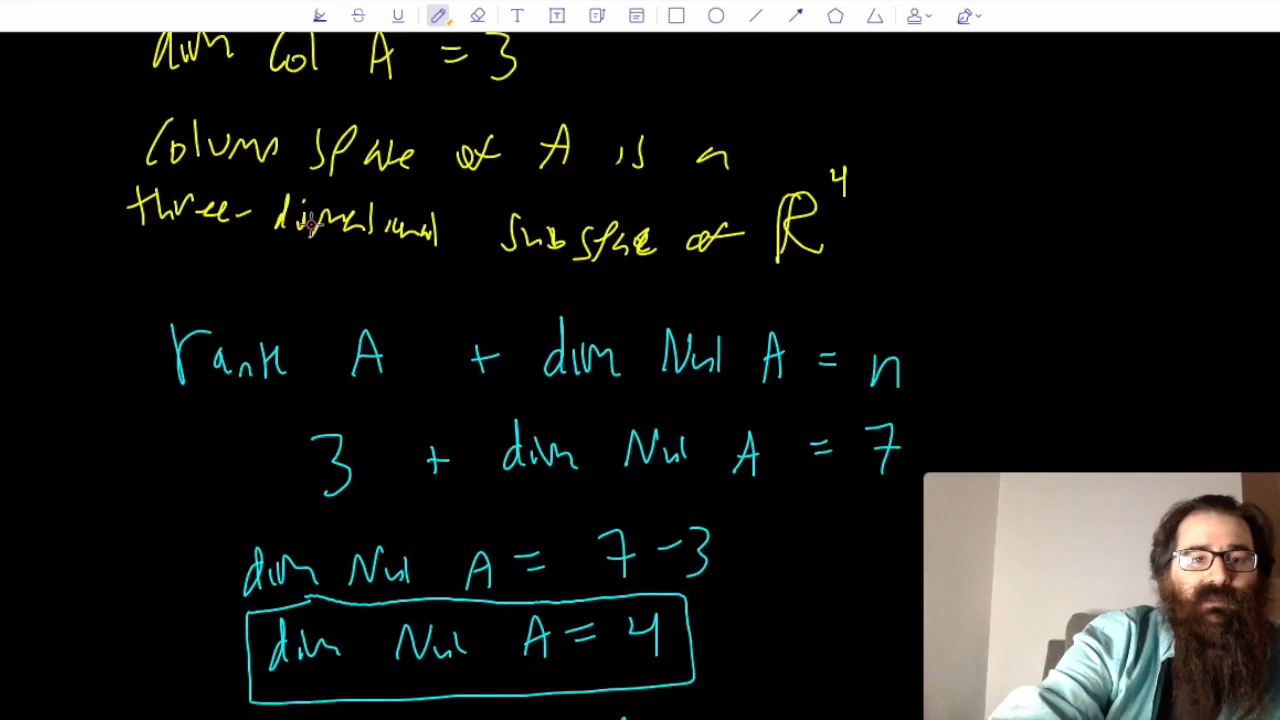 dim Col A = 3
Column space of A is a
three-dimensional subspace of ℝ⁴
rank A + dim Nul A = n
3 + dim Nul A = 7
dim Nul A = 7 - 3
dim Nul A = 4